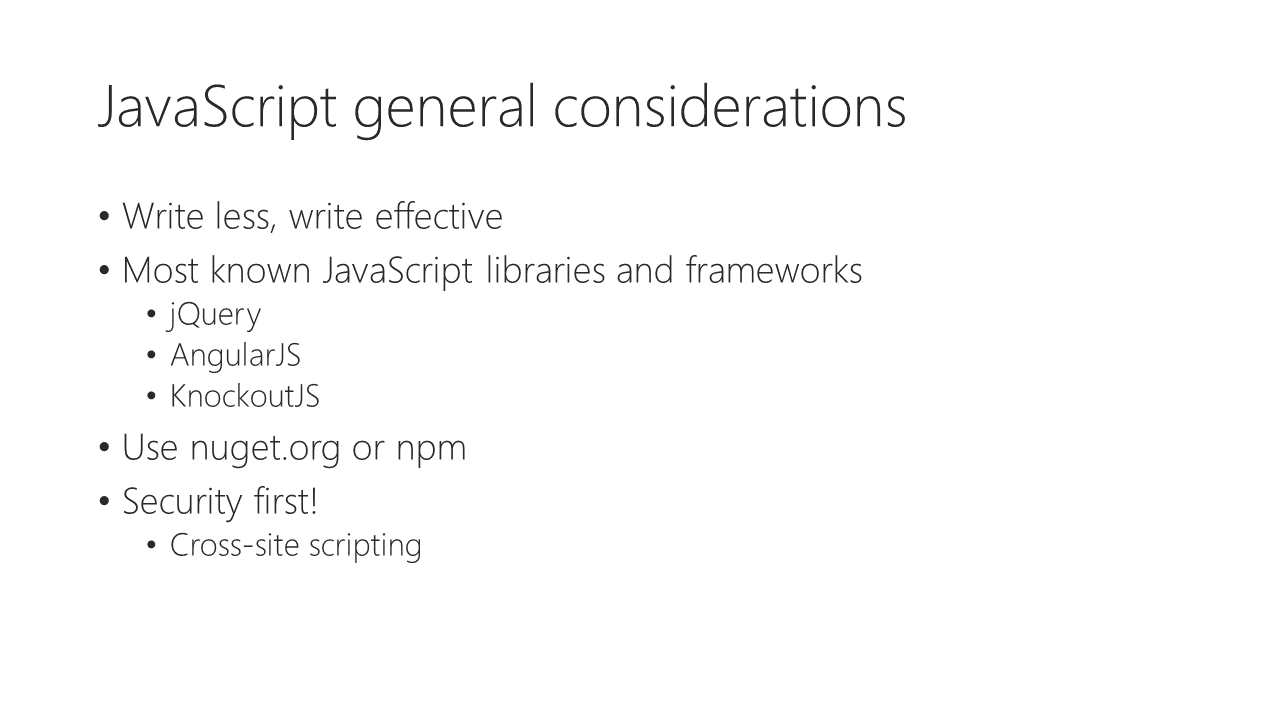 JavaScript general considerations
• Write less, write effective
• Most known JavaScript libraries and frameworks
• jQuery
• AngularJS
• KnockoutJS
• Use nuget.org or npm
• Security first!
• Cross-site scripting